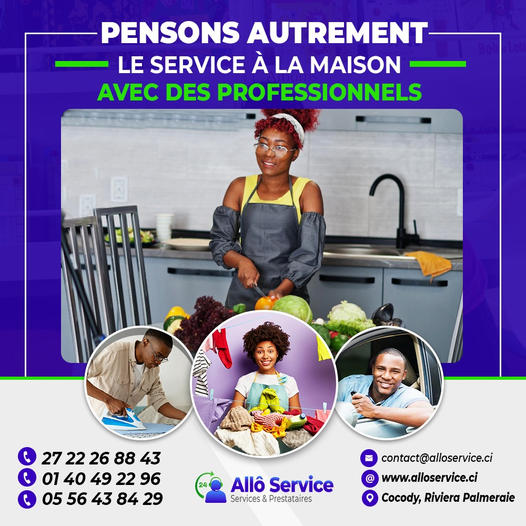 PENSONS AUTREMENT
LE SERVICE À LA MAISON
AVEC DES PROFESSIONNELS
27 22 26 88 43
01 40 49 22 96
05 56 43 84 29
24
Allô Service
Services & Prestataires
contact@alloservice.ci
@ www.alloservice.ci
Cocody, Riviera Palmeraie